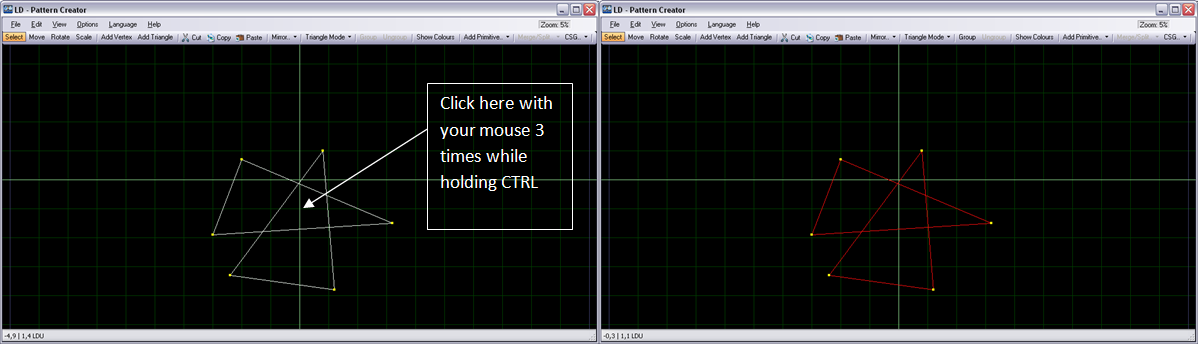 LD - Pattern Creator
File Edit View Options Language Help
Zoom: 5%
Select Move Rotate Scale Add Vertex Add Triangle Cut Copy Paste Mirror.. Triangle Mode Group Ungroup Show Colours Add Primitive.. Merge/Split.. CSG..
Click here with
your mouse 3
times while
holding CTRL
-4,9 | 1,4 LDU
LD - Pattern Creator
File Edit View Options Language Help
Zoom: 5%
Select Move Rotate Scale Add Vertex Add Triangle Cut Copy Paste Mirror.. Triangle Mode Group Ungroup Show Colours Add Primitive.. Merge/Split.. CSG..
-0,3 | 1,1 LDU